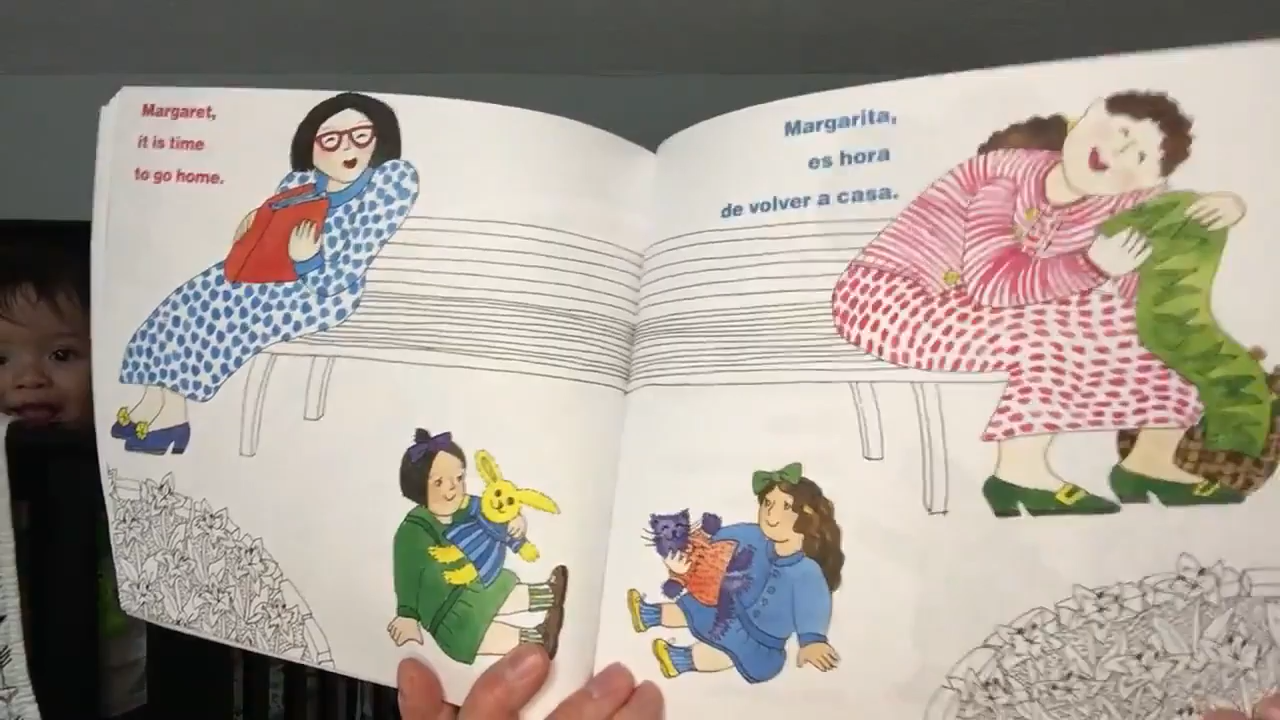 Margaret,
it is time
to go home.
Margarita,
es hora
de volver a casa.